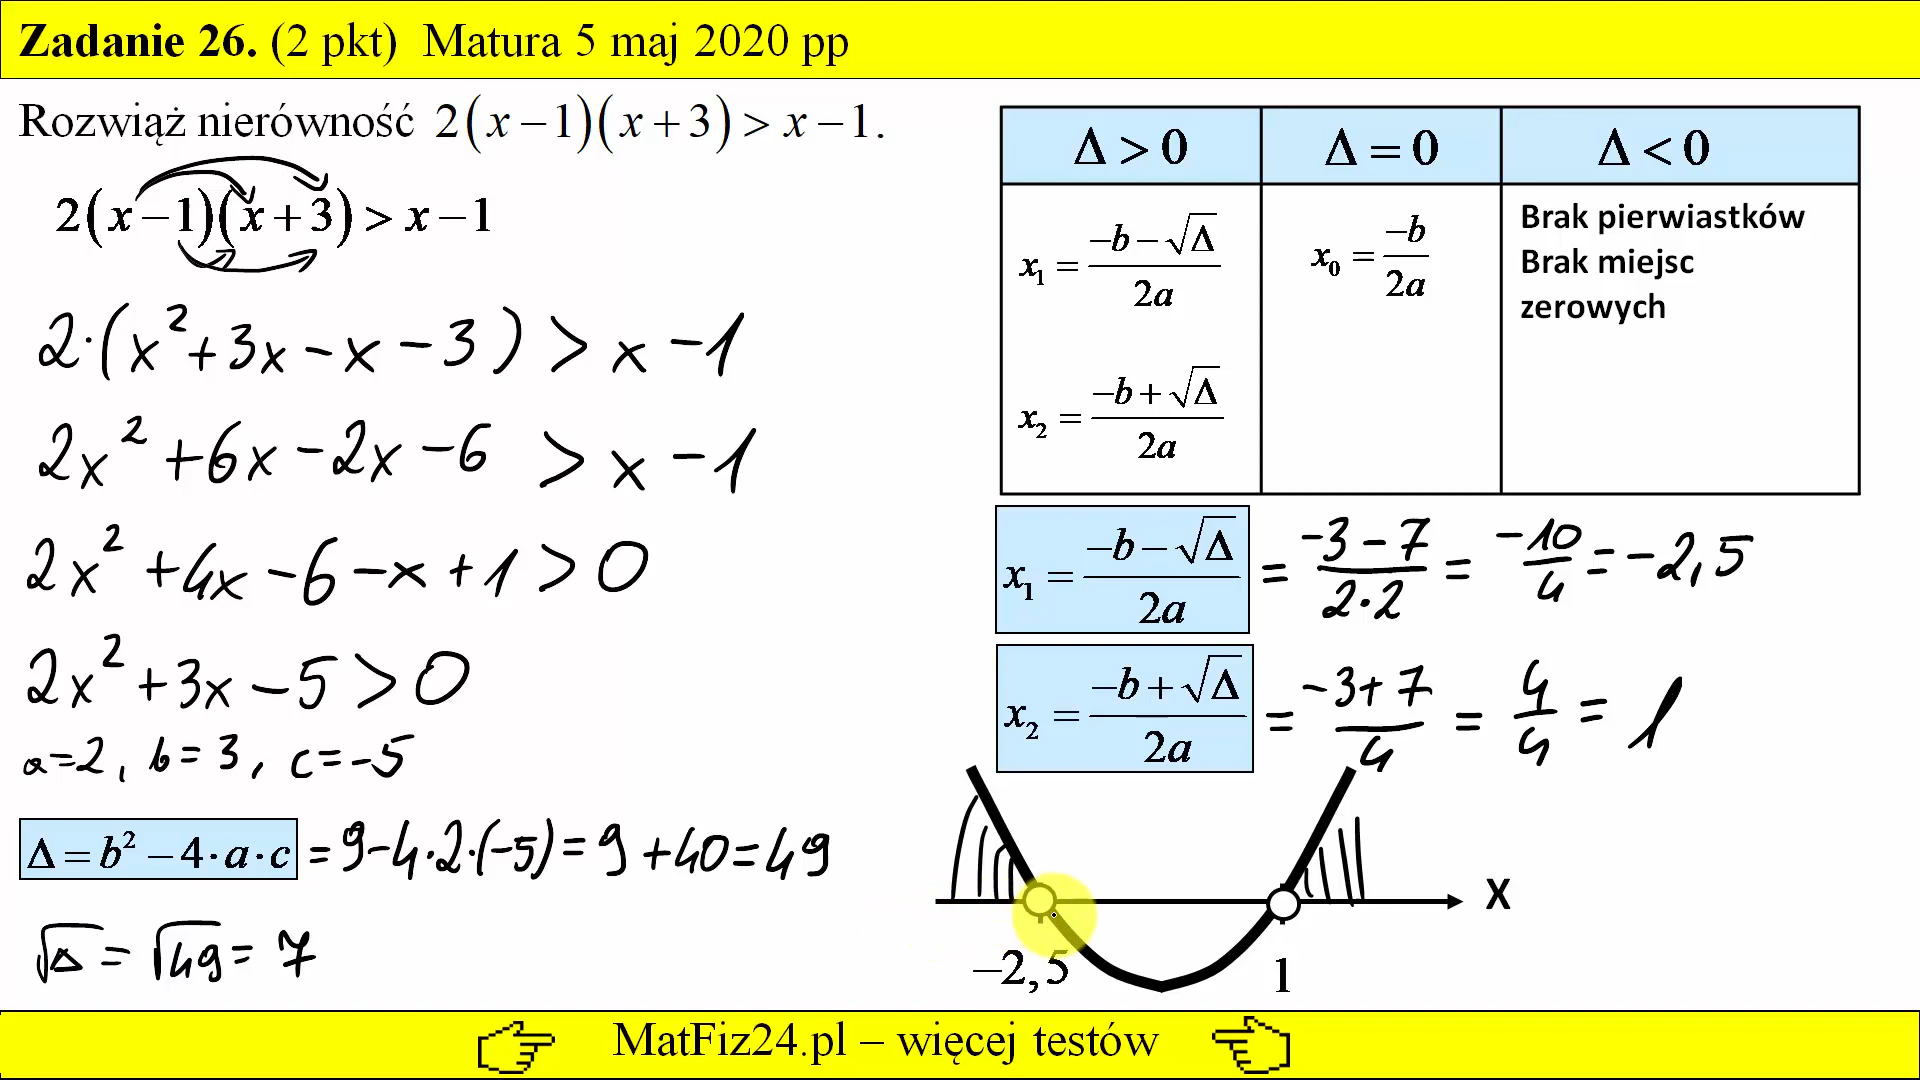 Zadanie 26. (2 pkt) Matura 5 maj 2020 pp
Rozwiąż nierówność 2(x−1)(x+3)>x−1.
2(x−1)(x+3)>x−1
2·(x²+3x−x−3)>x−1
2x²+6x−2x−6>x−1
2x²+4x−6−x+1>0
2x²+3x−5>0
a=2, b=3, c=−5
Δ=b²−4·a·c=9−4·2·(−5)=9+40=49
√Δ=√49=7
Δ>0 Δ=0 Δ<0
x₁=(−b−√Δ)/2a x₀=−b/2a Brak pierwiastków
Brak miejsc
zerowych
x₂=(−b+√Δ)/2a
x₁=(−b−√Δ)/2a=(−3−7)/(2·2)=−10/4=−2,5
x₂=(−b+√Δ)/2a=(−3+7)/4=4/4=1
X
−2,5 1
MatFiz24.pl – więcej testów